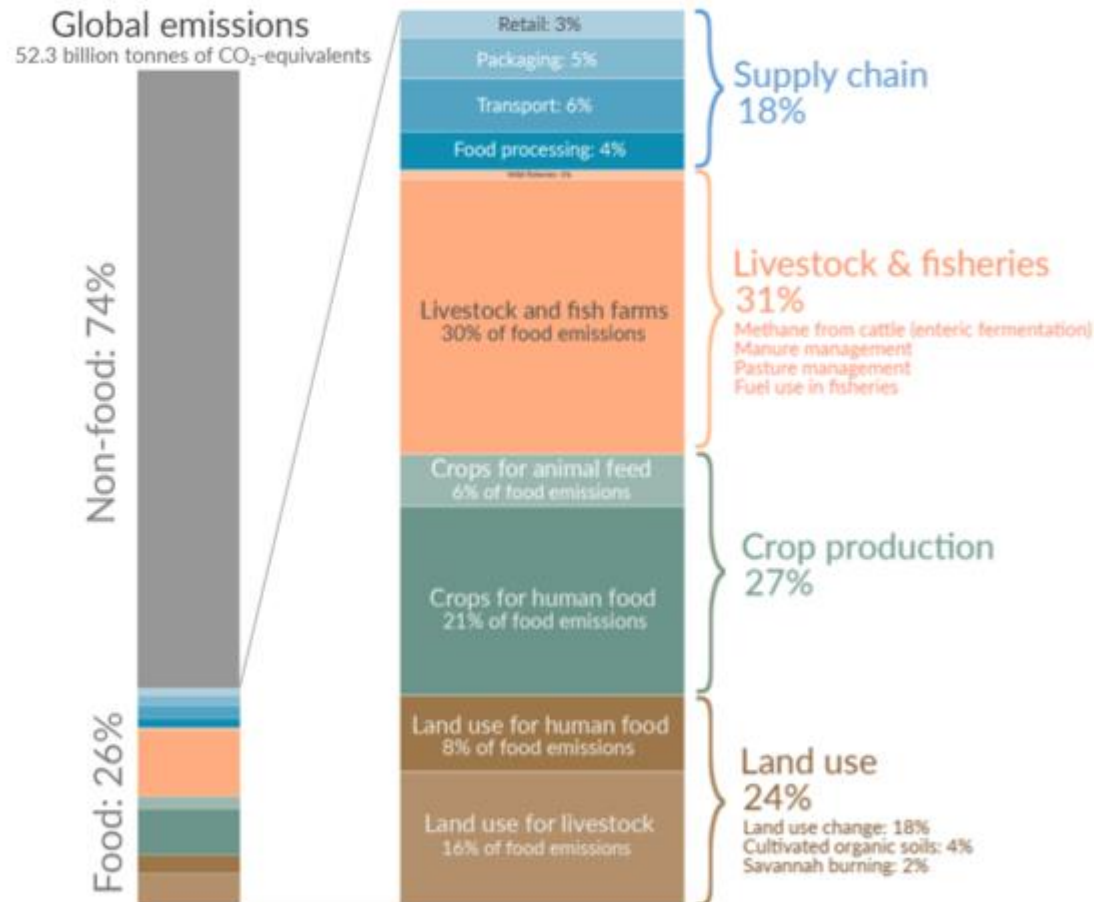 Global emissions
52.3 billion tonnes of CO₂-equivalents
Non-food: 74%
Food: 26%
Retail: 3%
Packaging: 5%
Transport: 6%
Food processing: 4%
Livestock and fish farms
30% of food emissions
Crops for animal feed
6% of food emissions
Crops for human food
21% of food emissions
Land use for human food
8% of food emissions
Land use for livestock
16% of food emissions
Supply chain
18%
Livestock & fisheries
31%
Methane from cattle (enteric fermentation)
Manure management
Pasture management
Fuel use in fisheries
Crop production
27%
Land use
24%
Land use change: 18%
Cultivated organic soils: 4%
Savannah burning: 2%